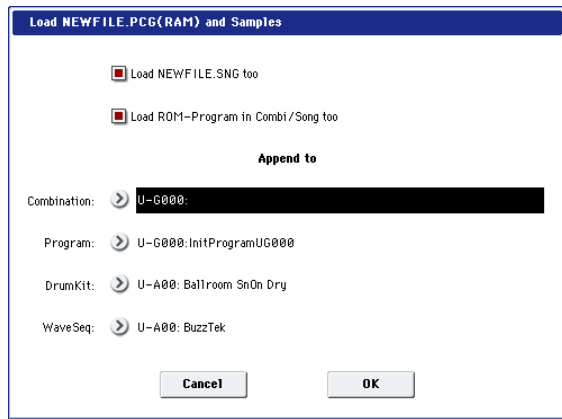 Load NEWFILE.PCG(RAM) and Samples
Load NEWFILE.SNG too
Load ROM-Program in Combi/Song too
Append to
Combination: U-G000:
Program: U-G000:InitProgramUG000
DrumKit: U-A00: Ballroom SnOn Dry
WaveSeq: U-A00: BuzzTek
Cancel OK